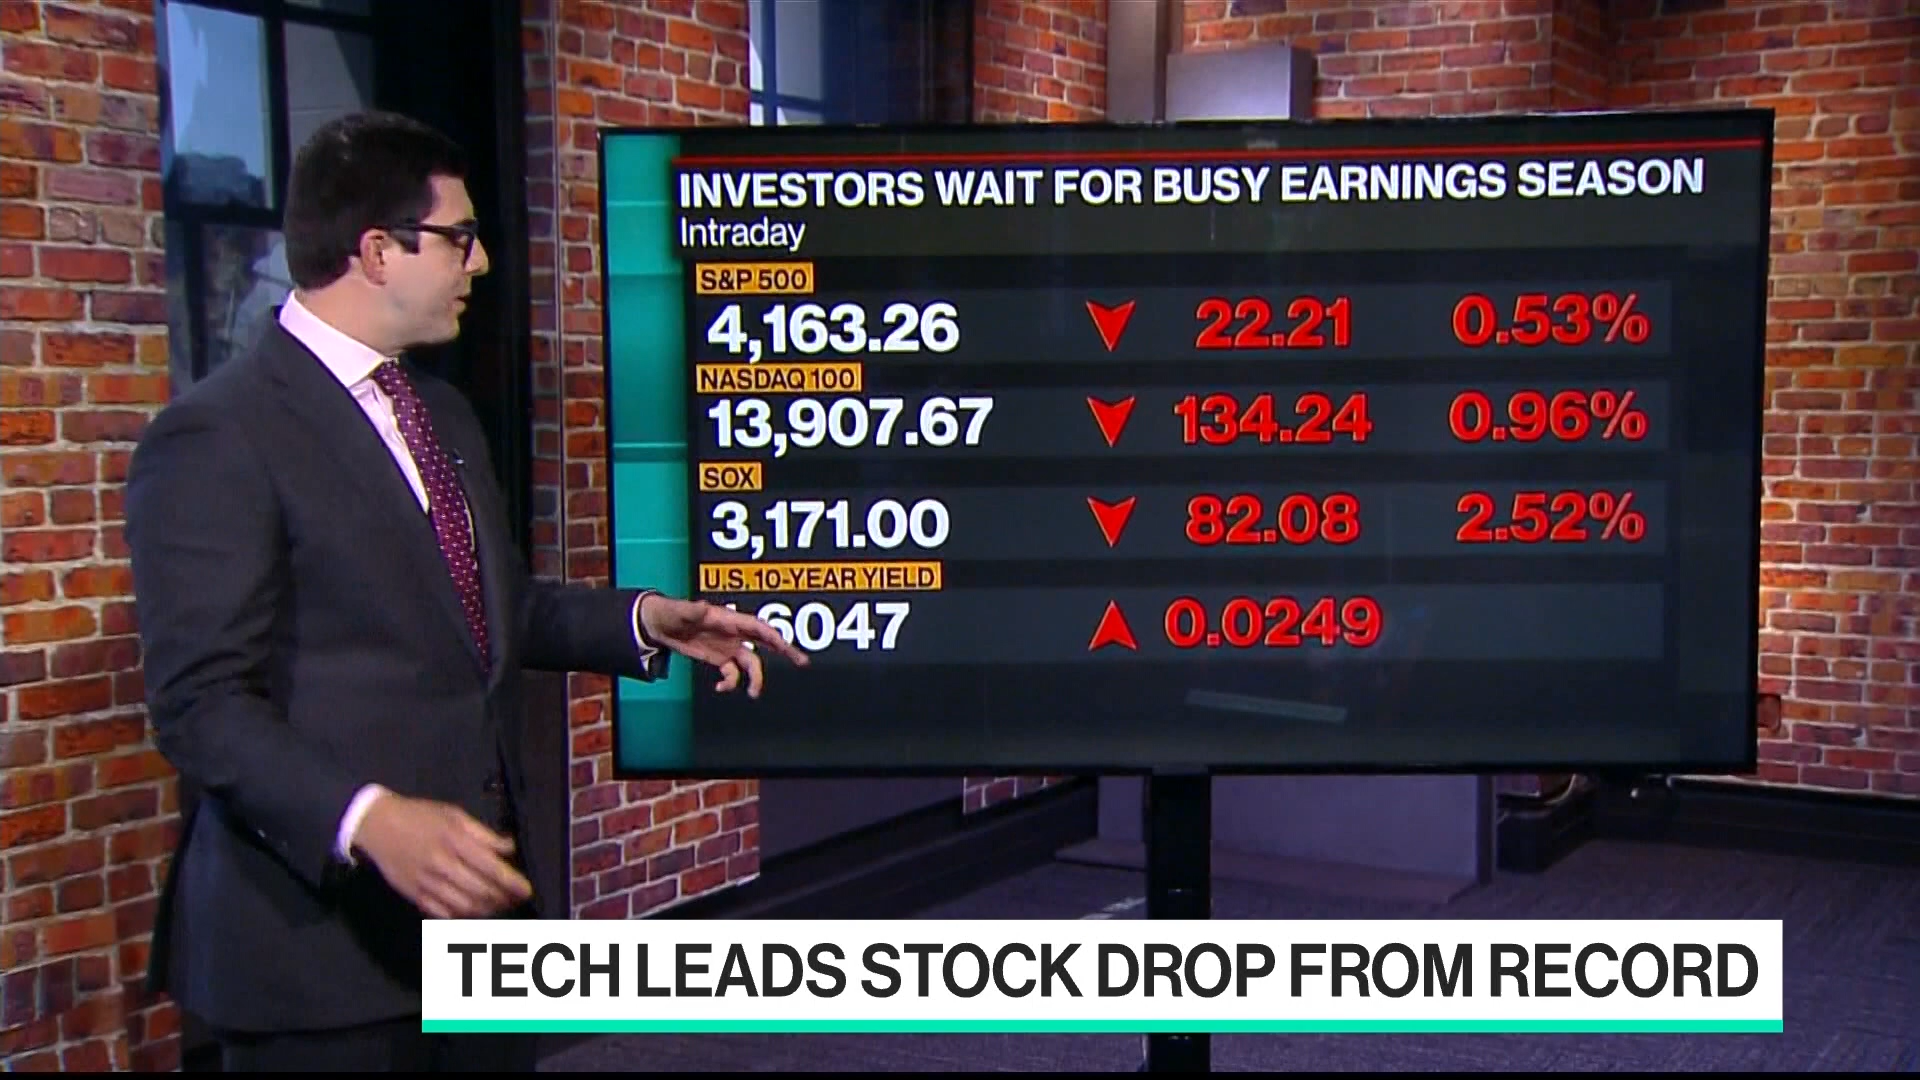 INVESTORS WAIT FOR BUSY EARNINGS SEASON
Intraday
S&P 500
4,163.26 22.21 0.53%
NASDAQ 100
13,907.67 134.24 0.96%
SOX
3,171.00 82.08 2.52%
U.S. 10-YEAR YIELD
0.0249
TECH LEADS STOCK DROP FROM RECORD